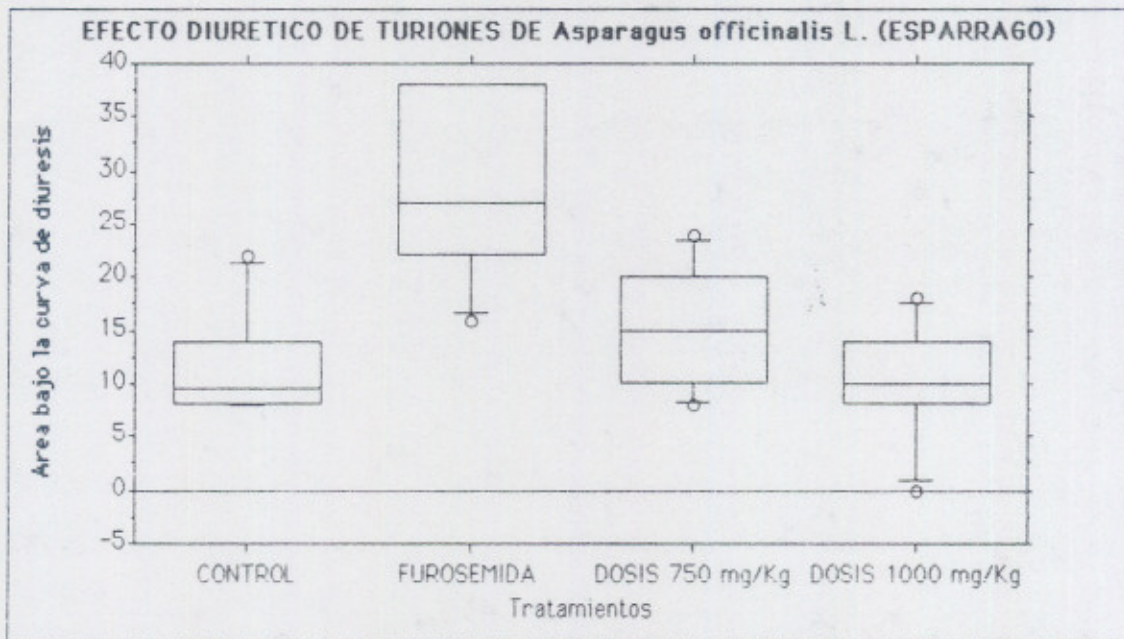 EFECTO DIURETICO DE TURIONES DE Asparagus officinalis L. (ESPARRAGO)
Area bajo la curva de diuresis
40
35
30
25
20
15
10
5
0
-5
CONTROL FUROSEMIDA DOSIS 750 mg/Kg DOSIS 1000 mg/Kg
Tratamientos